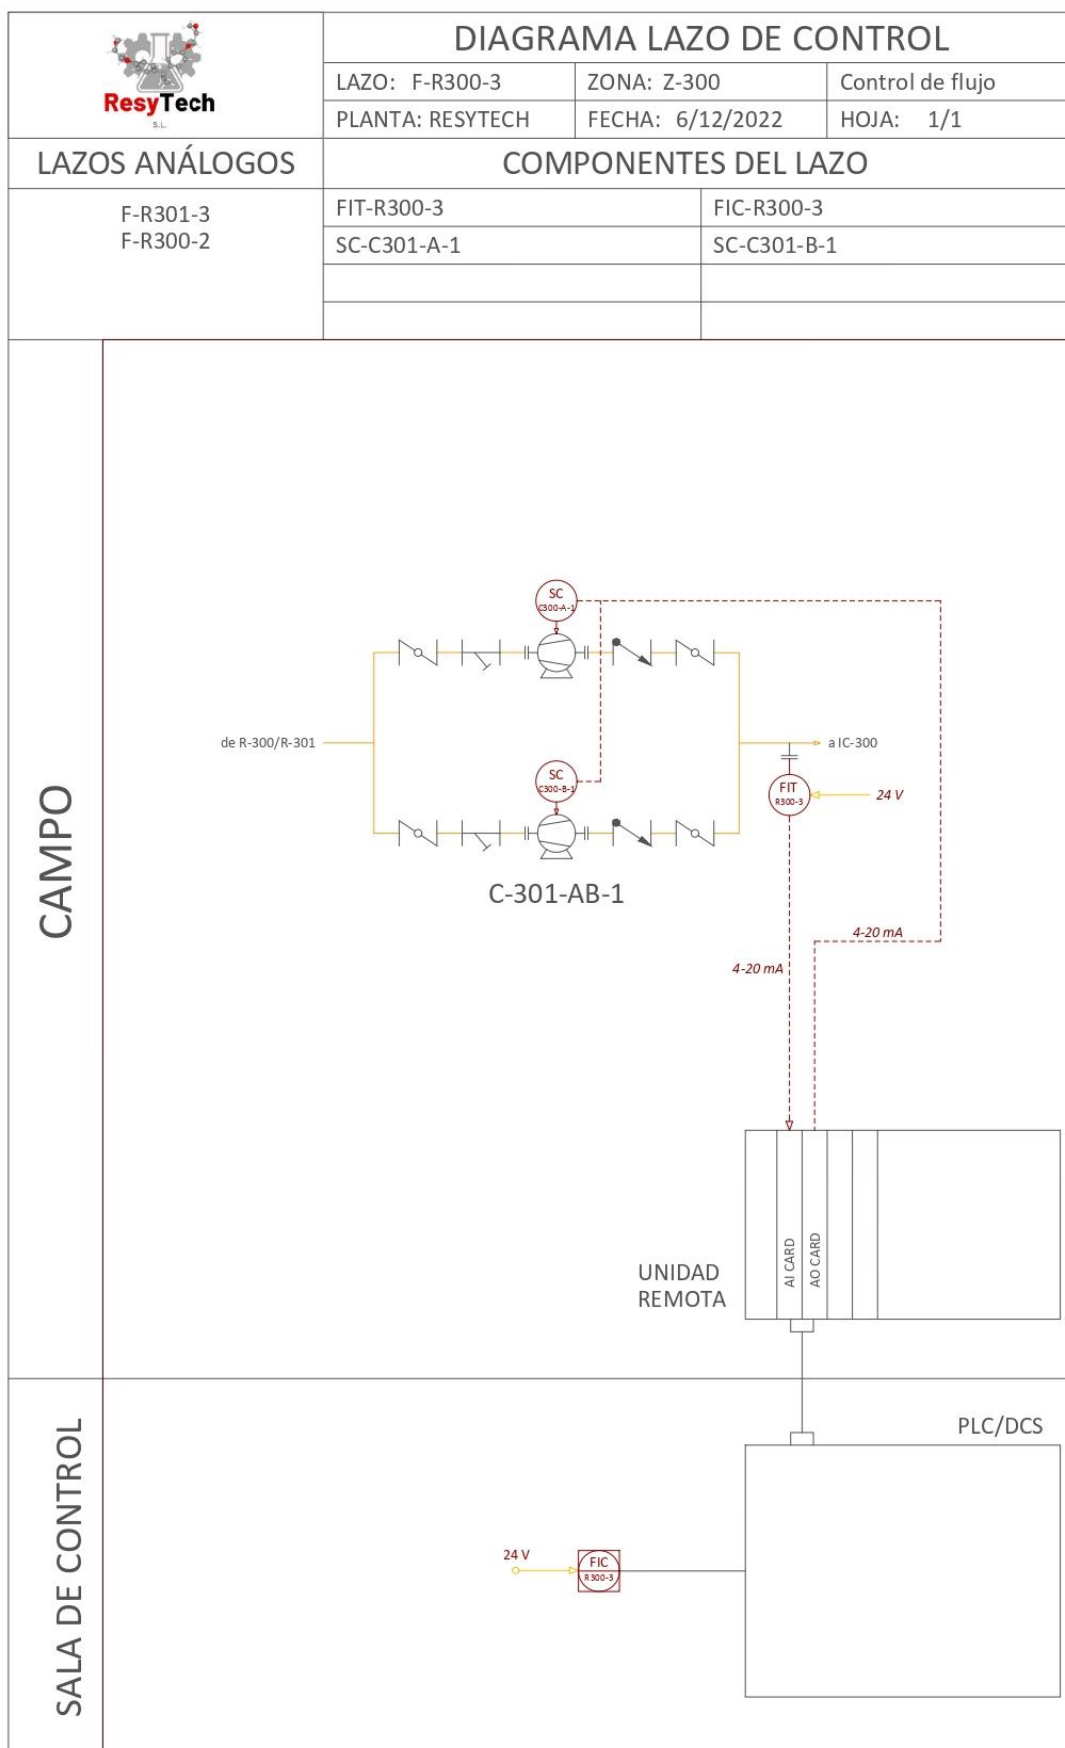 ResyTech
S.L.
DIAGRAMA LAZO DE CONTROL
LAZO: F-R300-3
ZONA: Z-300
Control de flujo
PLANTA: RESYTECH
FECHA: 6/12/2022
HOJA: 1/1
LAZOS ANÁLOGOS
COMPONENTES DEL LAZO
F-R301-3
F-R300-2
FIT-R300-3
FIC-R300-3
SC-C301-A-1
SC-C301-B-1
CAMPO
SC
C300-A-1
de R-300/R-301
a IC-300
SC
C300-B-1
FIT
R300-3
24 V
C-301-AB-1
4-20 mA
4-20 mA
AI CARD
AO CARD
UNIDAD
REMOTA
SALA DE CONTROL
PLC/DCS
24 V
FIC
R300-3